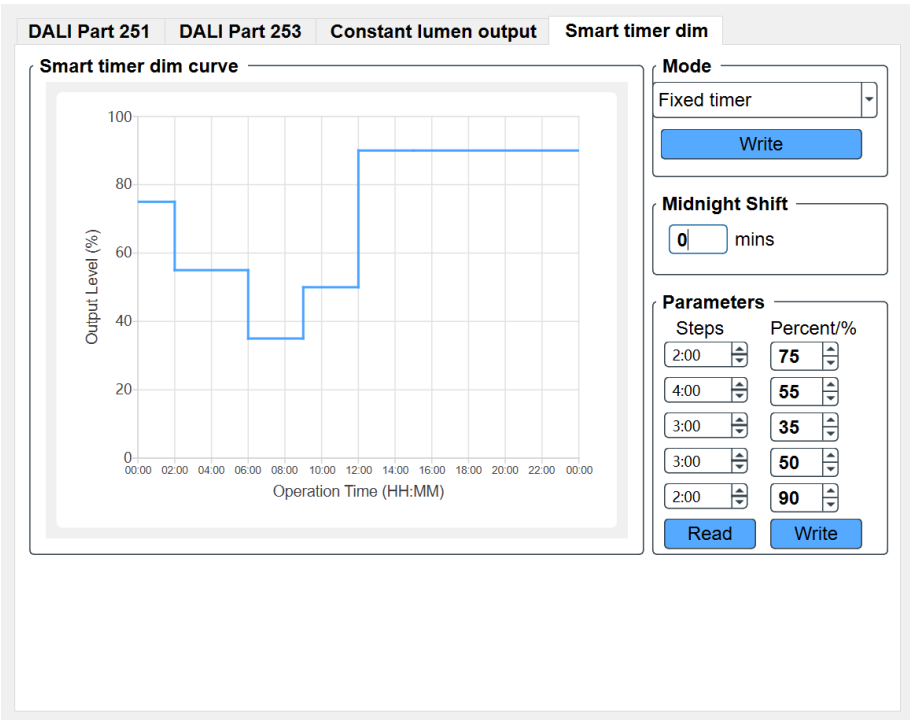 DALI Part 251 DALI Part 253 Constant lumen output Smart timer dim
Smart timer dim curve
100
80
60
40
20
0
Output Level (%)
00:00 02:00 04:00 06:00 08:00 10:00 12:00 14:00 16:00 18:00 20:00 22:00 00:00
Operation Time (HH:MM)
Mode
Fixed timer
Write
Midnight Shift
0 mins
Parameters
Steps Percent/%
2:00 75
4:00 55
3:00 35
3:00 50
2:00 90
Read Write